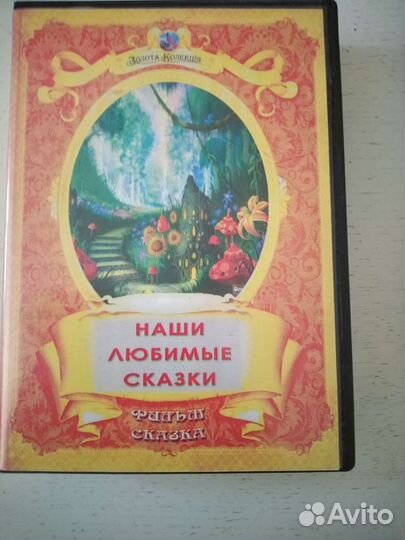 Золота Колекція
НАШИ
ЛЮБИМЫЕ
СКАЗКИ
ФИЛЬМ
СКАЗКА
Avito